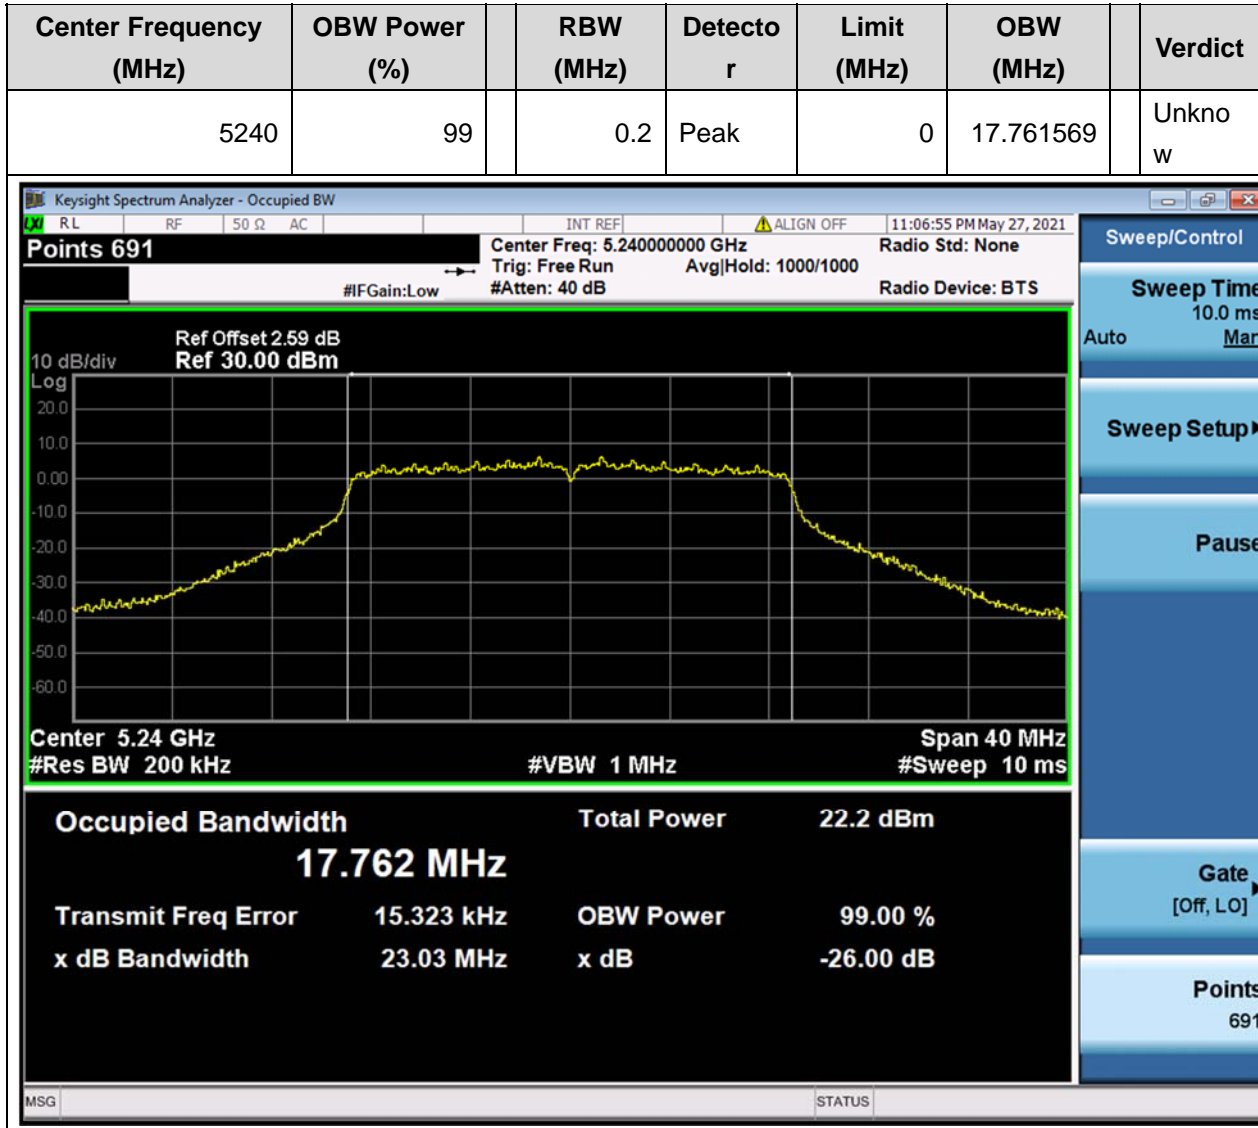 Center Frequency (MHz) OBW Power (%) RBW (MHz) Detecto r Limit (MHz) OBW (MHz) Verdict
5240 99 0.2 Peak 0 17.761569 Unkno w
Keysight Spectrum Analyzer - Occupied BW
LXI RL RF 50 Ω AC INT REF ALIGN OFF 11:06:55 PM May 27, 2021
Points 691 Center Freq: 5.240000000 GHz Radio Std: None
Trig: Free Run Avg|Hold: 1000/1000
#IFGain:Low #Atten: 40 dB Radio Device: BTS
Ref Offset 2.59 dB
10 dB/div Ref 30.00 dBm
Log
20.0
10.0
0.00
-10.0
-20.0
-30.0
-40.0
-50.0
-60.0
Center 5.24 GHz Span 40 MHz
#Res BW 200 kHz #VBW 1 MHz #Sweep 10 ms
Occupied Bandwidth Total Power 22.2 dBm
17.762 MHz
Transmit Freq Error 15.323 kHz OBW Power 99.00 %
x dB Bandwidth 23.03 MHz x dB -26.00 dB
MSG STATUS
Sweep/Control
Sweep Time
10.0 ms
Auto Man
Sweep Setup
Pause
Gate
[Off, LO]
Points
691